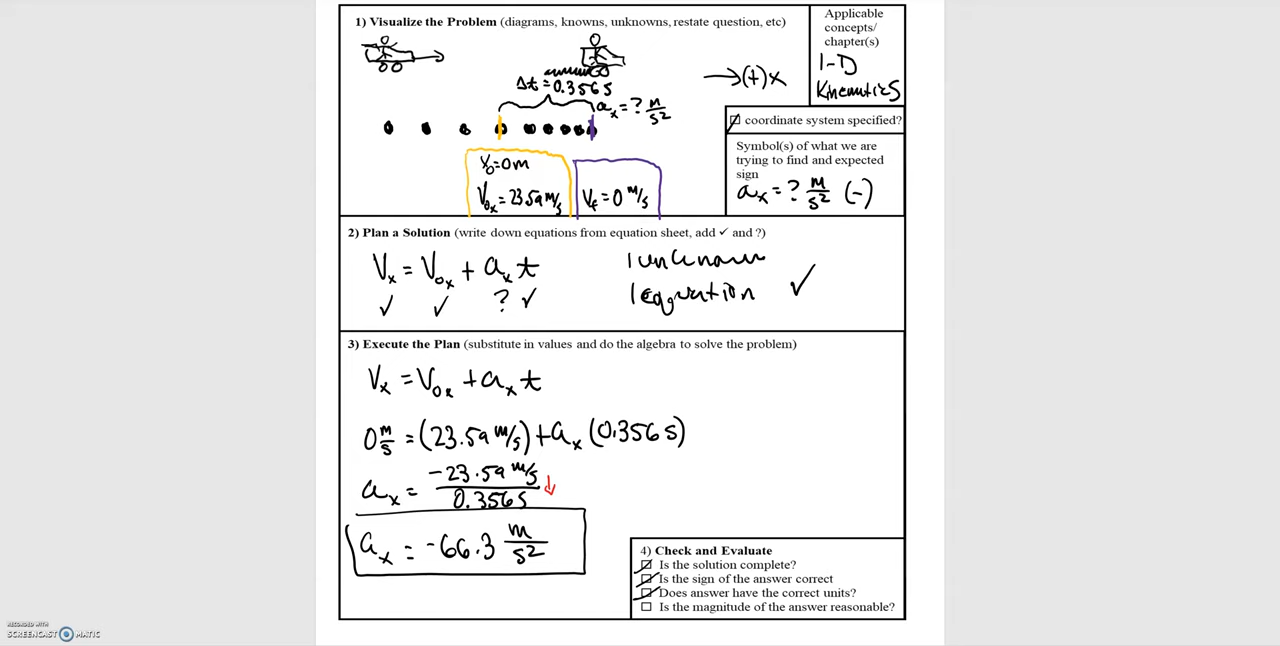 1) Visualize the Problem (diagrams, knowns, unknowns, restate question, etc)
Applicable
concepts/
chapter(s)
1-D
Kinematics
Δt = 0.356 s
→(+)x
aₓ = ? m/s²
☑ coordinate system specified?
x₀ = 0 m
V₀ₓ = 23.59 m/s
V_f = 0 m/s
Symbol(s) of what we are
trying to find and expected
sign
aₓ = ? m/s² (-)
2) Plan a Solution (write down equations from equation sheet, add ✓ and ?)
Vₓ = V₀ₓ + aₓ t
✓ ✓ ? ✓
1 unknown
1 equation ✓
3) Execute the Plan (substitute in values and do the algebra to solve the problem)
Vₓ = V₀ₓ + aₓ t
0 m/s = (23.59 m/s) + aₓ (0.356 s)
aₓ = -23.59 m/s / 0.356 s ↓
aₓ = -66.3 m/s²
4) Check and Evaluate
☑ Is the solution complete?
☑ Is the sign of the answer correct
☑ Does answer have the correct units?
☐ Is the magnitude of the answer reasonable?
RECORDED WITH
SCREENCAST MATIC